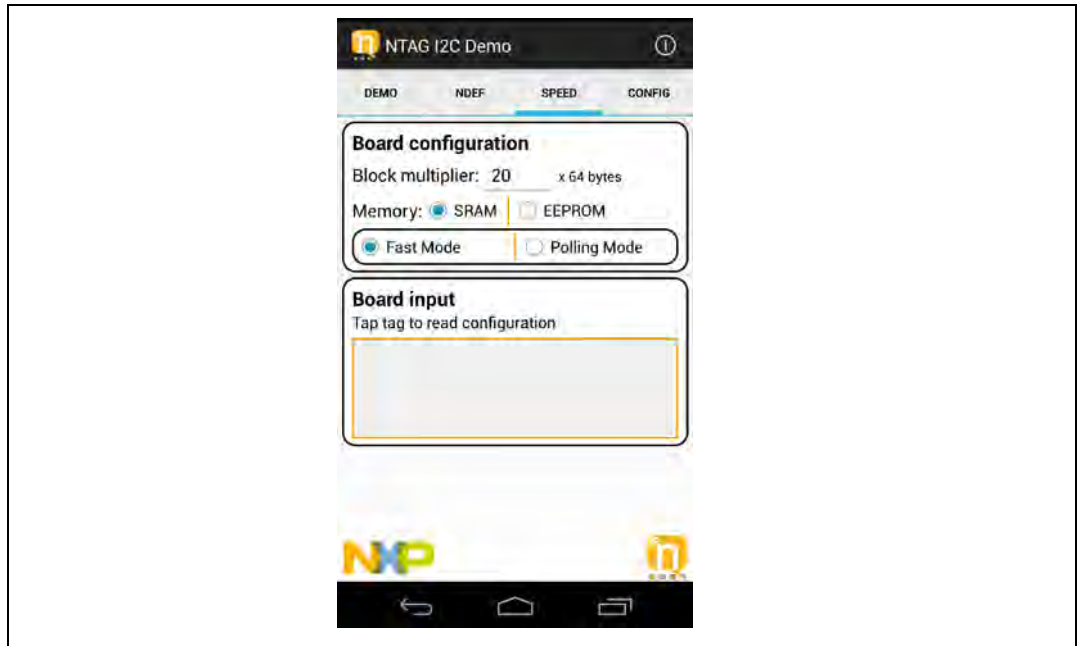 NTAG I2C Demo
DEMO NDEF SPEED CONFIG
Board configuration
Block multiplier: 20 x 64 bytes
Memory: SRAM EEPROM
Fast Mode Polling Mode
Board input
Tap tag to read configuration
NXP